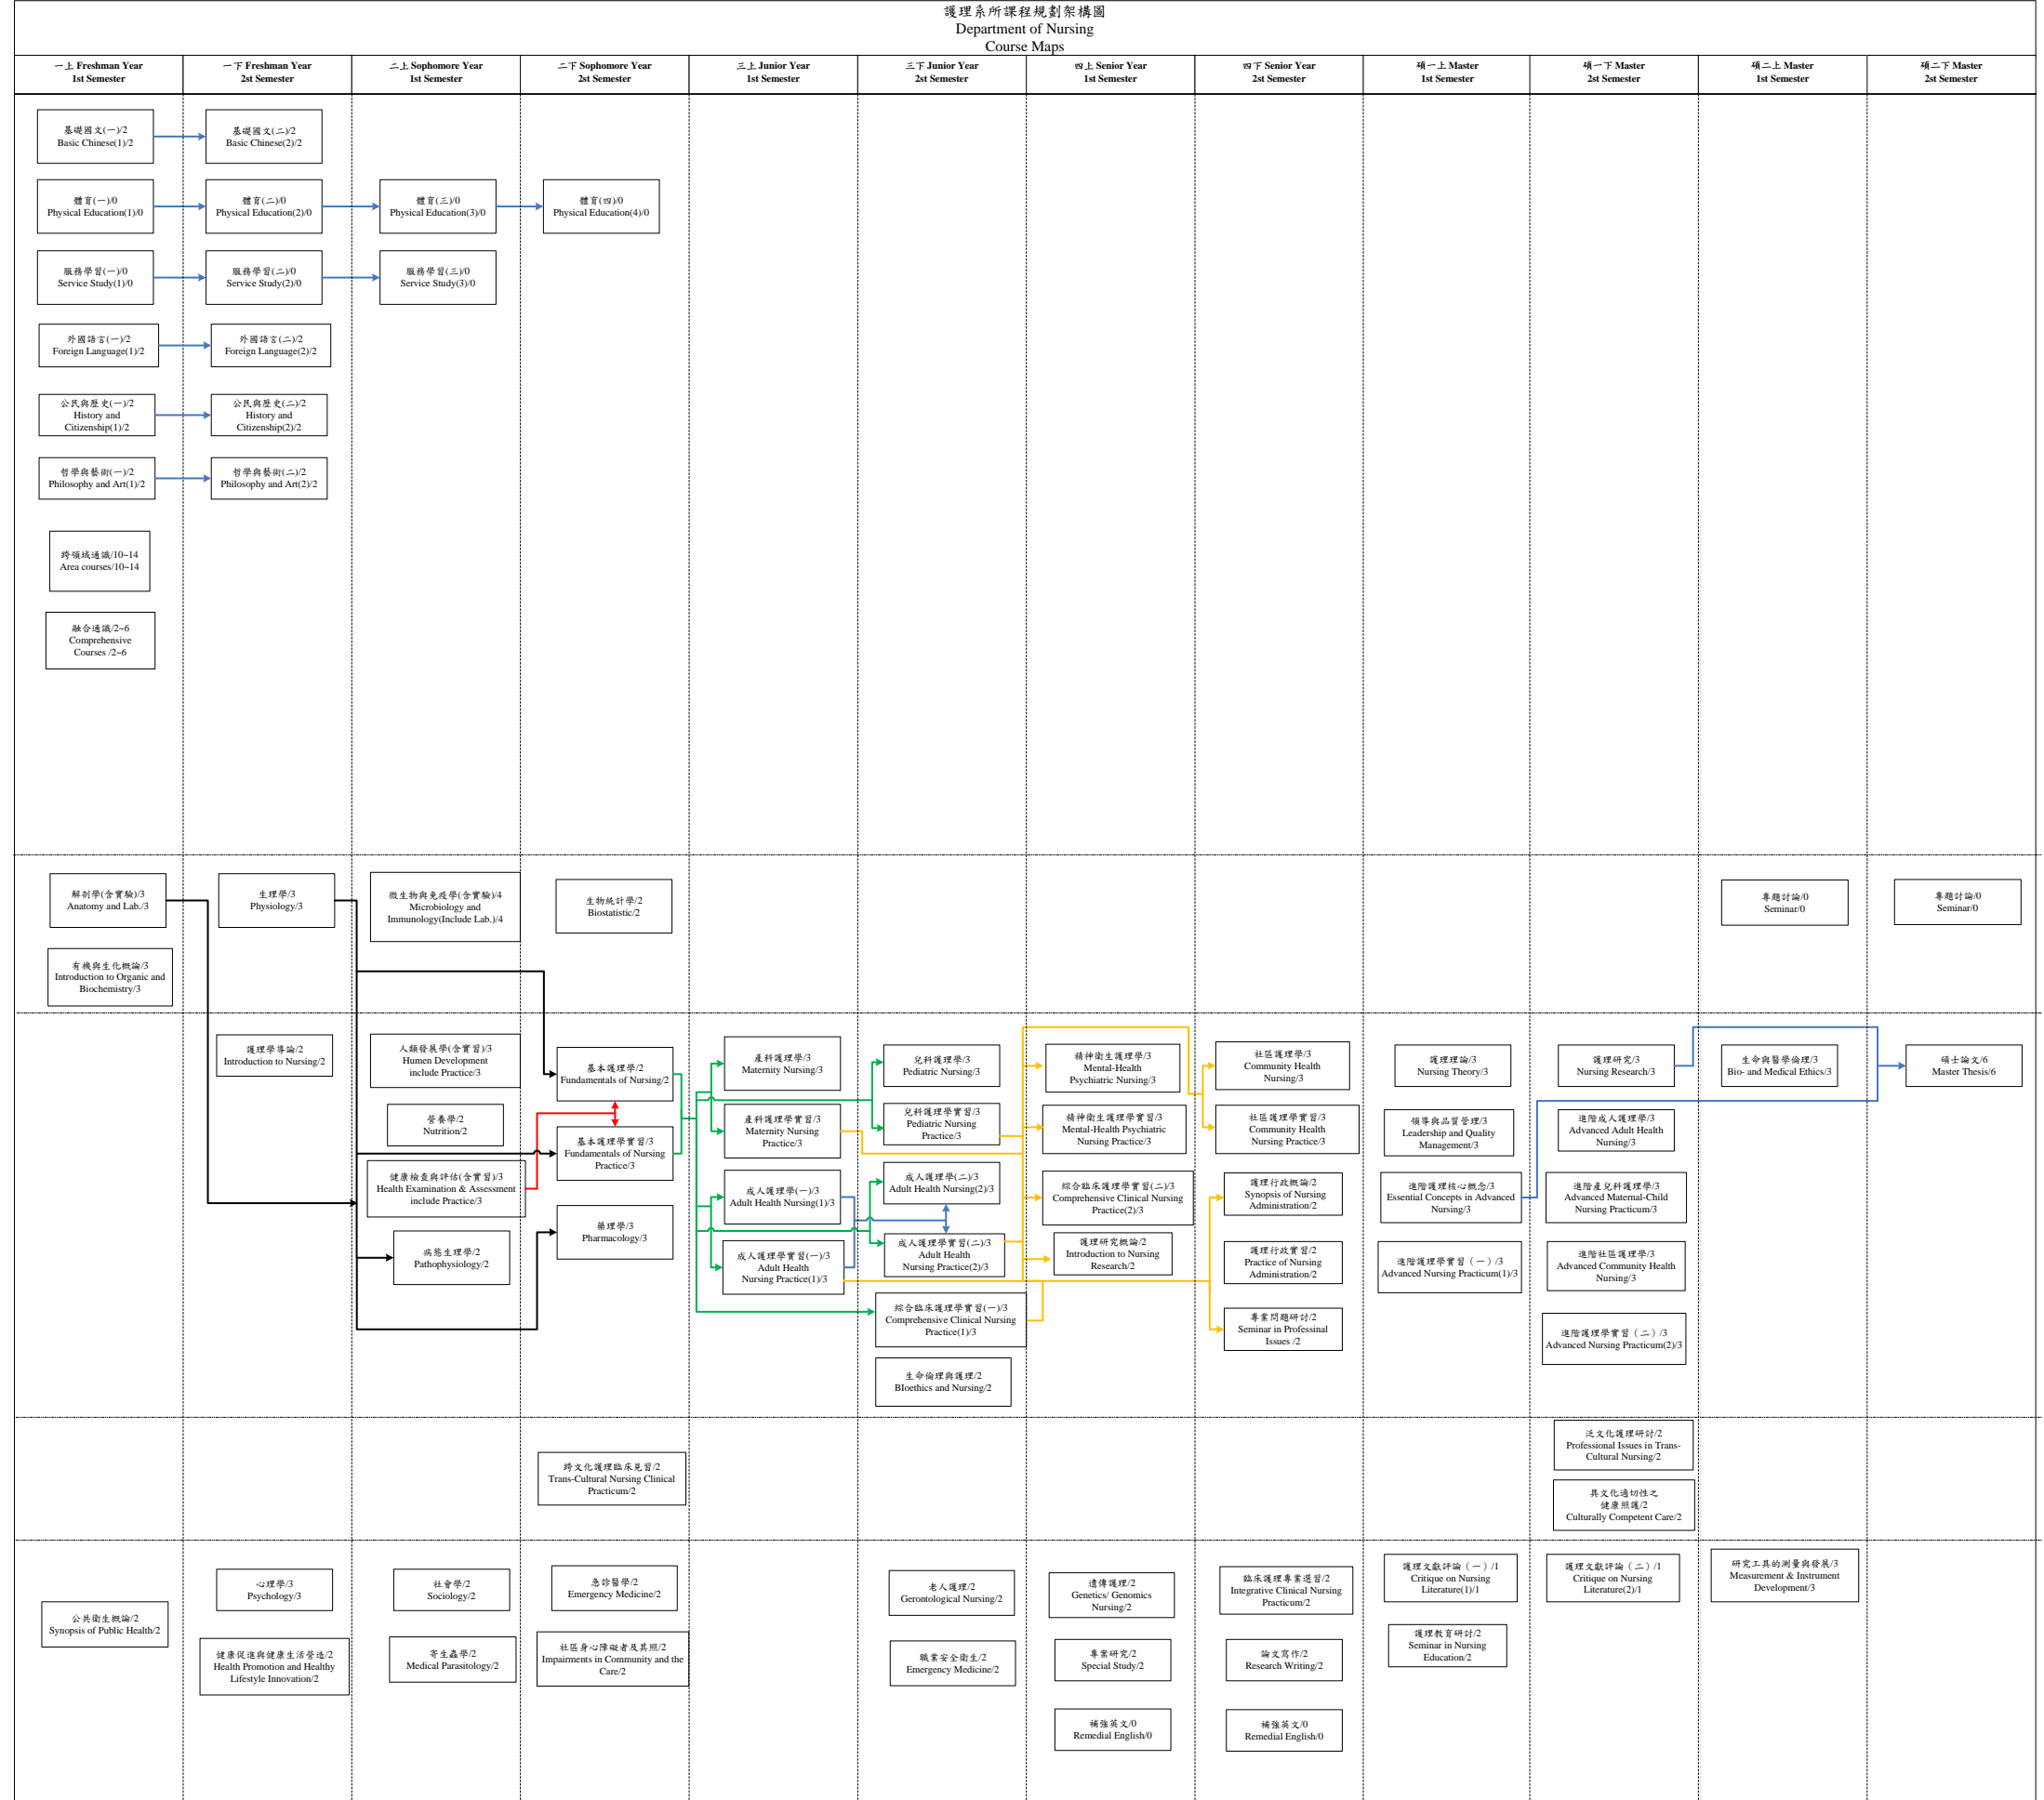 護理系所課程規劃架構圖
Department of Nursing
Course Maps
一上 Freshman Year
1st Semester
一下 Freshman Year
2st Semester
二上 Sophomore Year
1st Semester
二下 Sophomore Year
2st Semester
三上 Junior Year
1st Semester
三下 Junior Year
2st Semester
四上 Senior Year
1st Semester
四下 Senior Year
2st Semester
碩一上 Master
1st Semester
碩一下 Master
2st Semester
碩二上 Master
1st Semester
碩二下 Master
2st Semester
基礎國文(一)/2
Basic Chinese(1)/2
基礎國文(二)/2
Basic Chinese(2)/2
體育(一)/0
Physical Education(1)/0
體育(二)/0
Physical Education(2)/0
體育(三)/0
Physical Education(3)/0
體育(四)/0
Physical Education(4)/0
服務學習(一)/0
Service Study(1)/0
服務學習(二)/0
Service Study(2)/0
服務學習(三)/0
Service Study(3)/0
外國語言(一)/2
Foreign Language(1)/2
外國語言(二)/2
Foreign Language(2)/2
公民與歷史(一)/2
History and
Citizenship(1)/2
公民與歷史(二)/2
History and
Citizenship(2)/2
哲學與藝術(一)/2
Philosophy and Art(1)/2
哲學與藝術(二)/2
Philosophy and Art(2)/2
跨領域通識/10~14
Area courses/10~14
融合通識/2~6
Comprehensive
Courses /2~6
解剖學(含實驗)/3
Anatomy and Lab./3
生理學/3
Physiology/3
微生物與免疫學(含實驗)/4
Microbiology and
Immunology(Include Lab.)/4
生物統計學/2
Biostatistic/2
專題討論/0
Seminar/0
專題討論/0
Seminar/0
有機與生化概論/3
Introduction to Organic and
Biochemistry/3
護理學導論/2
Introduction to Nursing/2
人類發展學(含實習)/3
Human Development
include Practice/3
基本護理學/2
Fundamentals of Nursing/2
產科護理學/3
Maternity Nursing/3
兒科護理學/3
Pediatric Nursing/3
精神衛生護理學/3
Mental-Health
Psychiatric Nursing/3
社區護理學/3
Community Health
Nursing/3
護理理論/3
Nursing Theory/3
護理研究/3
Nursing Research/3
生命與醫學倫理/3
Bio- and Medical Ethics/3
碩士論文/6
Master Thesis/6
營養學/2
Nutrition/2
基本護理學實習/3
Fundamentals of Nursing
Practice/3
產科護理學實習/3
Maternity Nursing
Practice/3
兒科護理學實習/3
Pediatric Nursing
Practice/3
精神衛生護理學實習/3
Mental-Health Psychiatric
Nursing Practice/3
社區護理學實習/3
Community Health
Nursing Practice/3
領導與品質管理/3
Leadership and Quality
Management/3
進階成人護理學/3
Advanced Adult Health
Nursing/3
健康檢查與評估(含實習)/3
Health Examination & Assessment
include Practice/3
成人護理學(一)/3
Adult Health Nursing(1)/3
成人護理學(二)/3
Adult Health Nursing(2)/3
綜合臨床護理學實習(二)/3
Comprehensive Clinical Nursing
Practice(2)/3
護理行政概論/2
Synopsis of Nursing
Administration/2
進階護理核心概念/3
Essential Concepts in Advanced
Nursing/3
進階產兒科護理學/3
Advanced Maternal-Child
Nursing Practicum/3
病態生理學/2
Pathophysiology/2
藥理學/3
Pharmacology/3
成人護理學實習(一)/3
Adult Health
Nursing Practice(1)/3
成人護理學實習(二)/3
Adult Health
Nursing Practice(2)/3
護理研究概論/2
Introduction to Nursing
Research/2
護理行政實習/2
Practice of Nursing
Administration/2
進階護理學實習（一）/3
Advanced Nursing Practicum(1)/3
進階社區護理學/3
Advanced Community Health
Nursing/3
綜合臨床護理學實習(一)/3
Comprehensive Clinical Nursing
Practice(1)/3
專業問題研討/2
Seminar in Professinal
Issues /2
進階護理學實習（二）/3
Advanced Nursing Practicum(2)/3
生命倫理與護理/2
BIoethics and Nursing/2
跨文化護理臨床見習/2
Trans-Cultural Nursing Clinical
Practicum/2
泛文化護理研討/2
Professional Issues in Trans-
Cultural Nursing/2
具文化適切性之
健康照護/2
Culturally Competent Care/2
公共衛生概論/2
Synopsis of Public Health/2
心理學/3
Psychology/3
社會學/2
Sociology/2
急診醫學/2
Emergency Medicine/2
老人護理/2
Gerontological Nursing/2
遺傳護理/2
Genetics/ Genomics
Nursing/2
臨床護理專業選習/2
Integrative Clinical Nursing
Practicum/2
護理文獻評論（一）/1
Critique on Nursing
Literature(1)/1
護理文獻評論（二）/1
Critique on Nursing
Literature(2)/1
研究工具的測量與發展/3
Measurement & Instrument
Development/3
健康促進與健康生活營造/2
Health Promotion and Healthy
Lifestyle Innovation/2
寄生蟲學/2
Medical Parasitology/2
社區身心障礙者及其照/2
Impairments in Community and the
Care/2
職業安全衛生/2
Emergency Medicine/2
專案研究/2
Special Study/2
論文寫作/2
Research Writing/2
護理教育研討/2
Seminar in Nursing
Education/2
補強英文/0
Remedial English/0
補強英文/0
Remedial English/0